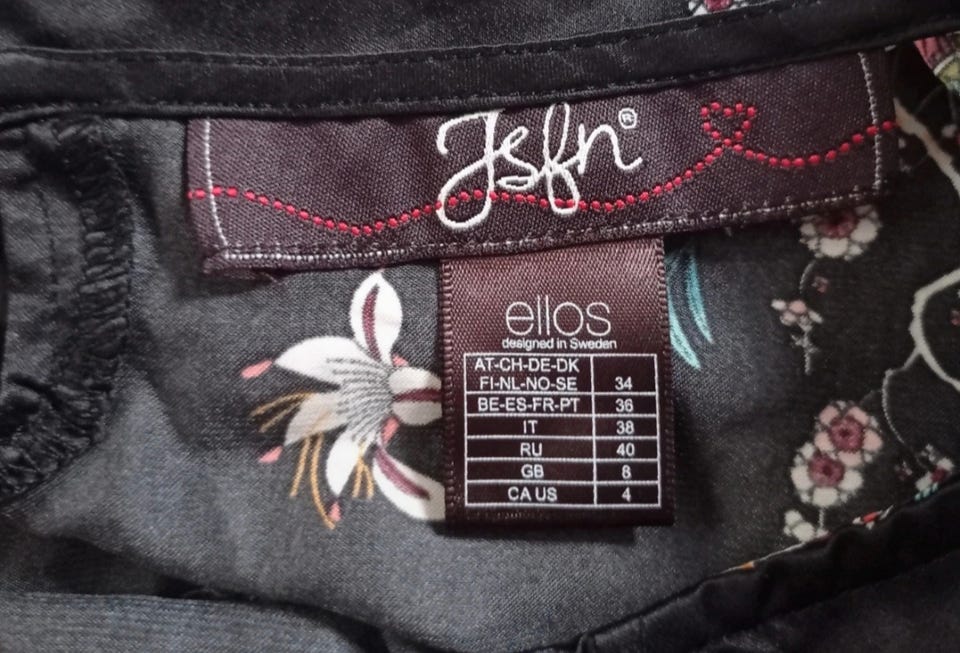 Jsfn®
ellos
designed in Sweden
AT-CH-DE-DK
FI-NL-NO-SE 34
BE-ES-FR-PT 36
IT 38
RU 40
GB 8
CA US 4